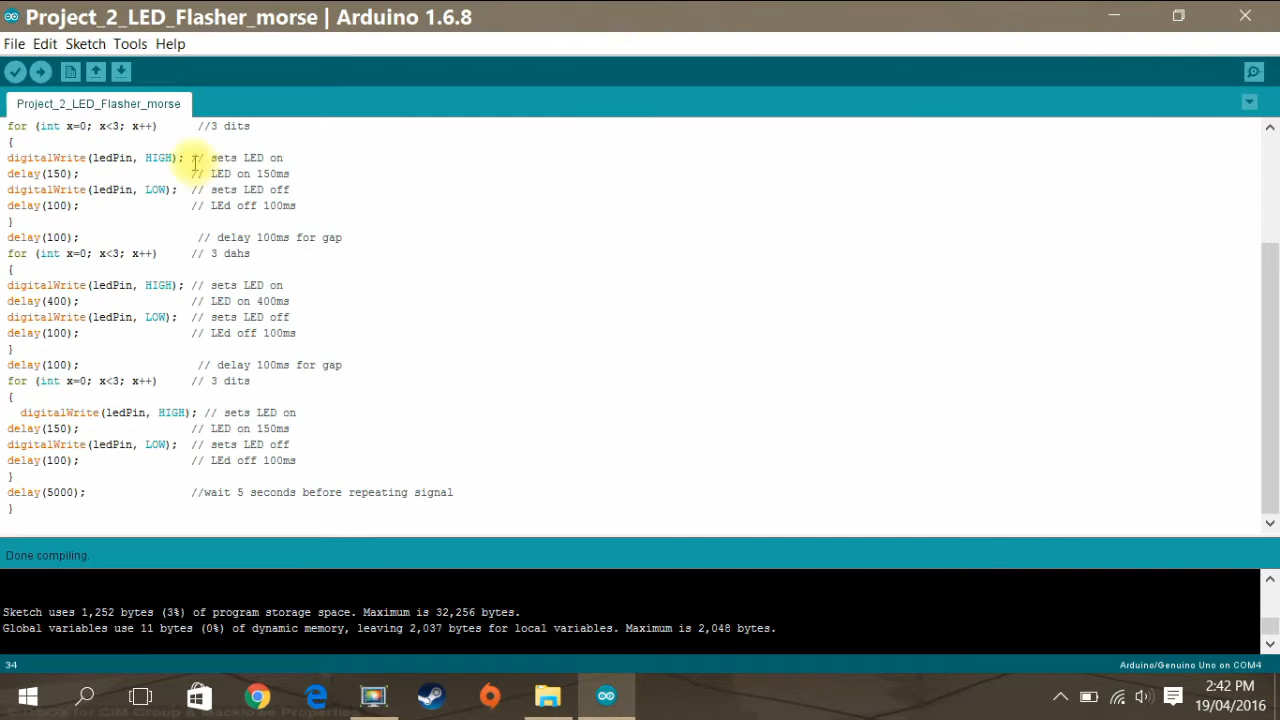 Project_2_LED_Flasher_morse | Arduino 1.6.8
File Edit Sketch Tools Help
Project_2_LED_Flasher_morse
for (int x=0; x<3; x++) //3 dits
{
digitalWrite(ledPin, HIGH); // sets LED on
delay(150); // LED on 150ms
digitalWrite(ledPin, LOW); // sets LED off
delay(100); // LEd off 100ms
}
delay(100); // delay 100ms for gap
for (int x=0; x<3; x++) // 3 dahs
{
digitalWrite(ledPin, HIGH); // sets LED on
delay(400); // LED on 400ms
digitalWrite(ledPin, LOW); // sets LED off
delay(100); // LEd off 100ms
}
delay(100); // delay 100ms for gap
for (int x=0; x<3; x++) // 3 dits
{
digitalWrite(ledPin, HIGH); // sets LED on
delay(150); // LED on 150ms
digitalWrite(ledPin, LOW); // sets LED off
delay(100); // LEd off 100ms
}
delay(5000); //wait 5 seconds before repeating signal
}
Done compiling.
Sketch uses 1,252 bytes (3%) of program storage space. Maximum is 32,256 bytes.
Global variables use 11 bytes (0%) of dynamic memory, leaving 2,037 bytes for local variables. Maximum is 2,048 bytes.
34 Arduino/Genuino Uno on COM4
2:42 PM
19/04/2016